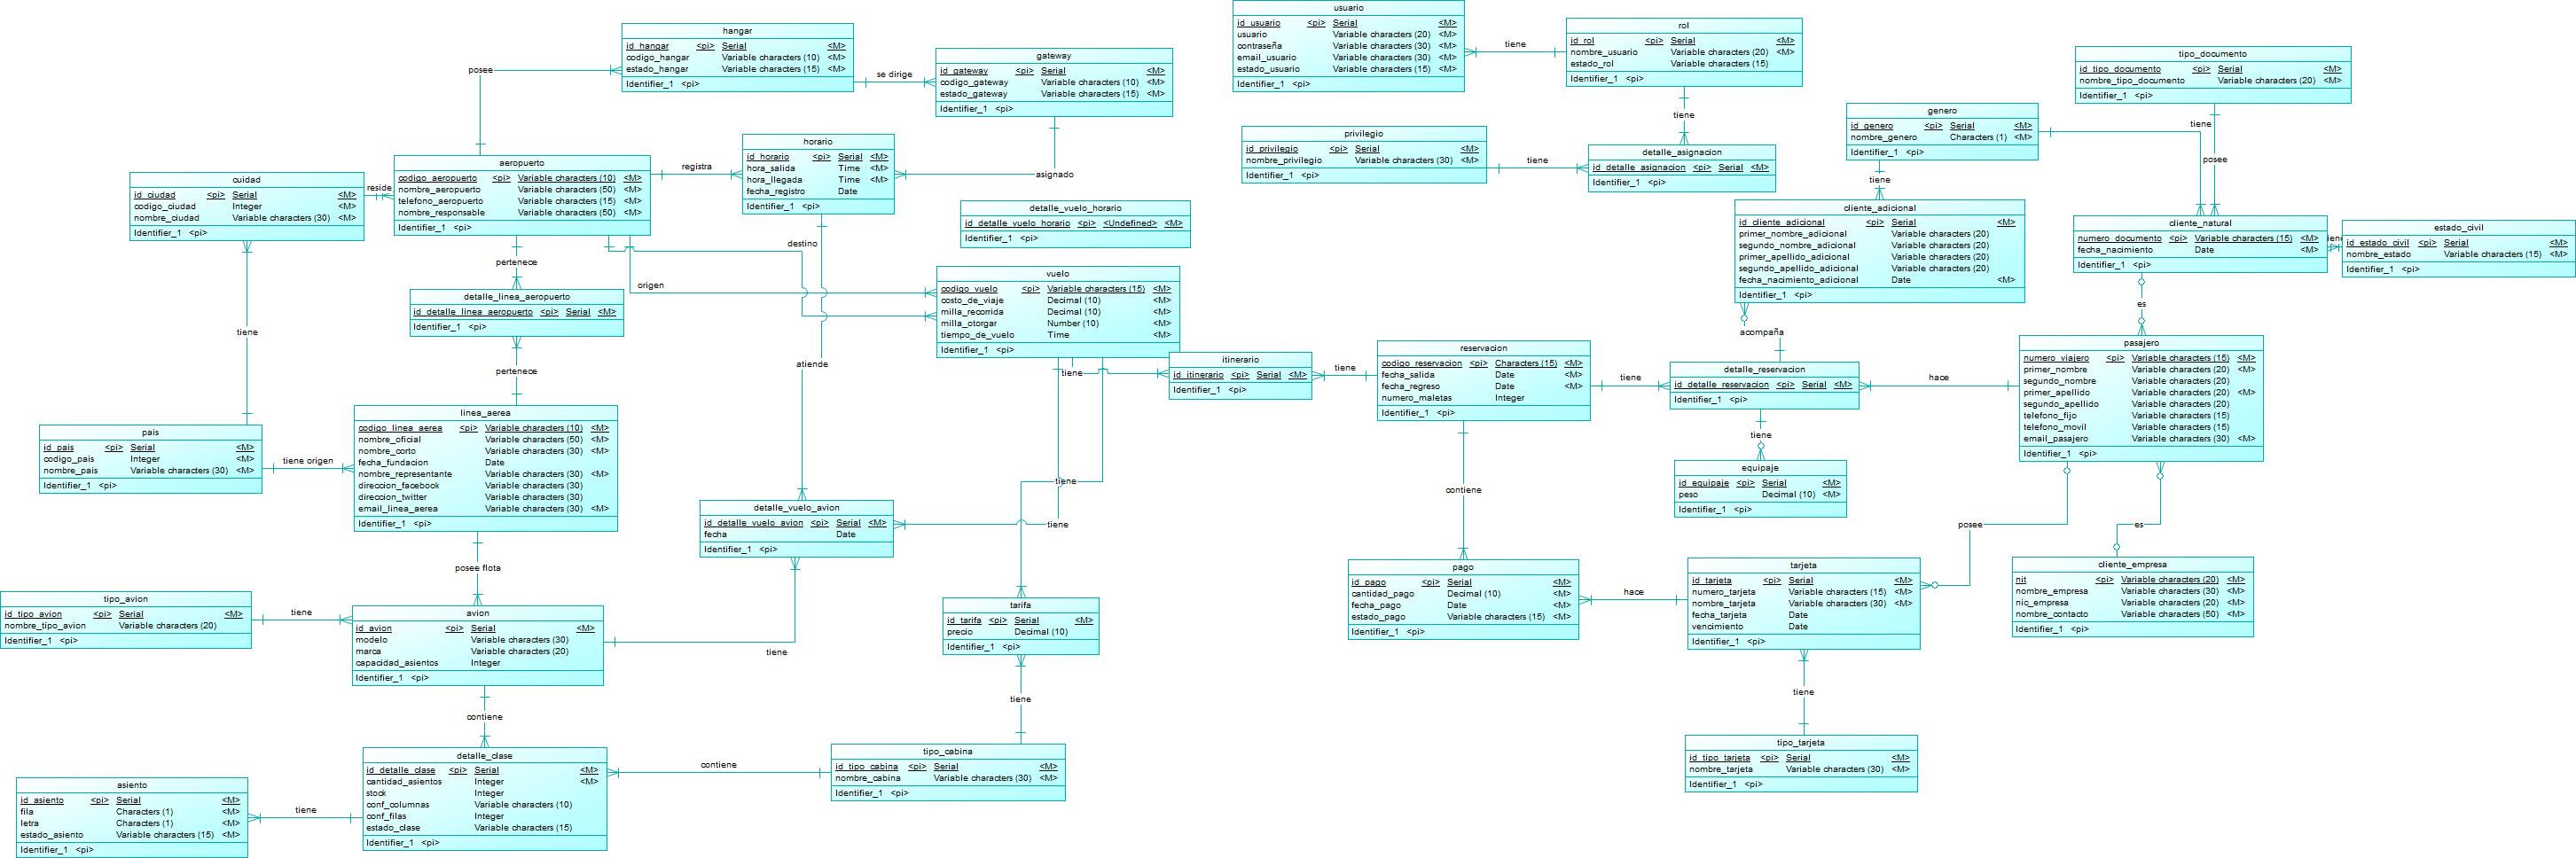 usuario
id_usuario <pi> Serial <M>
usuario Variable characters (20) <M>
contraseña Variable characters (30) <M>
email_usuario Variable characters (30) <M>
estado_usuario Variable characters (15) <M>
Identifier_1 <pi>
tiene
rol
id_rol <pi> Serial <M>
nombre_usuario Variable characters (20) <M>
estado_rol Variable characters (15)
Identifier_1 <pi>
tiene
hangar
id_hangar <pi> Serial <M>
codigo_hangar Variable characters (10) <M>
estado_hangar Variable characters (15) <M>
Identifier_1 <pi>
posee
se dirige
gateway
id_gateway <pi> Serial <M>
codigo_gateway Variable characters (10) <M>
estado_gateway Variable characters (15) <M>
Identifier_1 <pi>
asignado
tipo_documento
id_tipo_documento <pi> Serial <M>
nombre_tipo_documento Variable characters (20) <M>
Identifier_1 <pi>
tiene
posee
genero
id_genero <pi> Serial <M>
nombre_genero Characters (1) <M>
Identifier_1 <pi>
tiene
privilegio
id_privilegio <pi> Serial <M>
nombre_privilegio Variable characters (30) <M>
Identifier_1 <pi>
tiene
detalle_asignacion
id_detalle_asignacion <pi> Serial <M>
Identifier_1 <pi>
horario
id_horario <pi> Serial <M>
hora_salida Time <M>
hora_llegada Time <M>
fecha_registro Date
Identifier_1 <pi>
registra
aeropuerto
codigo_aeropuerto <pi> Variable characters (10) <M>
nombre_aeropuerto Variable characters (50) <M>
telefono_aeropuerto Variable characters (15) <M>
nombre_responsable Variable characters (50) <M>
Identifier_1 <pi>
reside
cuidad
id_ciudad <pi> Serial <M>
codigo_ciudad Integer <M>
nombre_ciudad Variable characters (30) <M>
Identifier_1 <pi>
detalle_vuelo_horario
id_detalle_vuelo_horario <pi> <Undefined> <M>
Identifier_1 <pi>
cliente_adicional
id_cliente_adicional <pi> Serial <M>
primer_nombre_adicional Variable characters (20)
segundo_nombre_adicional Variable characters (20)
primer_apellido_adicional Variable characters (20)
segundo_apellido_adicional Variable characters (20)
fecha_nacimiento_adicional Date <M>
Identifier_1 <pi>
acompaña
cliente_natural
numero_documento <pi> Variable characters (15) <M>
fecha_nacimiento Date <M>
Identifier_1 <pi>
es
estado_civil
id_estado_civil <pi> Serial <M>
nombre_estado Variable characters (15) <M>
Identifier_1 <pi>
destino
pertenece
origen
detalle_linea_aeropuerto
id_detalle_linea_aeropuerto <pi> Serial <M>
Identifier_1 <pi>
pertenece
vuelo
codigo_vuelo <pi> Variable characters (15) <M>
costo_de_viaje Decimal (10) <M>
milla_recorrida Decimal (10) <M>
milla_otorgar Number (10) <M>
tiempo_de_vuelo Time <M>
Identifier_1 <pi>
tiene
atiende
tiene
itinerario
id_itinerario <pi> Serial <M>
Identifier_1 <pi>
tiene
reservacion
codigo_reservacion <pi> Characters (15) <M>
fecha_salida Date <M>
fecha_regreso Date <M>
numero_maletas Integer
Identifier_1 <pi>
tiene
detalle_reservacion
id_detalle_reservacion <pi> Serial <M>
Identifier_1 <pi>
hace
tiene
pasajero
numero_viajero <pi> Variable characters (15) <M>
primer_nombre Variable characters (20) <M>
segundo_nombre Variable characters (20)
primer_apellido Variable characters (20) <M>
segundo_apellido Variable characters (20)
telefono_fijo Variable characters (15)
telefono_movil Variable characters (15)
email_pasajero Variable characters (30) <M>
Identifier_1 <pi>
linea_aerea
codigo_linea_aerea <pi> Variable characters (10) <M>
nombre_oficial Variable characters (50) <M>
nombre_corto Variable characters (30) <M>
fecha_fundacion Date
nombre_representante Variable characters (30) <M>
direccion_facebook Variable characters (30)
direccion_twitter Variable characters (30)
email_linea_aerea Variable characters (30) <M>
Identifier_1 <pi>
pais
id_pais <pi> Serial <M>
codigo_pais Integer <M>
nombre_pais Variable characters (30) <M>
Identifier_1 <pi>
tiene origen
equipaje
id_equipaje <pi> Serial <M>
peso Decimal (10) <M>
Identifier_1 <pi>
contiene
tiene
tiene
detalle_vuelo_avion
id_detalle_vuelo_avion <pi> Serial <M>
fecha Date
Identifier_1 <pi>
posee
es
posee flota
pago
id_pago <pi> Serial <M>
cantidad_pago Decimal (10) <M>
fecha_pago Date <M>
estado_pago Variable characters (15) <M>
Identifier_1 <pi>
hace
tarjeta
id_tarjeta <pi> Serial <M>
numero_tarjeta Variable characters (15) <M>
nombre_tarjeta Variable characters (30) <M>
fecha_tarjeta Date
vencimiento Date
Identifier_1 <pi>
tiene
cliente_empresa
nit <pi> Variable characters (20) <M>
nombre_empresa Variable characters (30) <M>
nic_empresa Variable characters (20) <M>
nombre_contacto Variable characters (50) <M>
Identifier_1 <pi>
tipo_avion
id_tipo_avion <pi> Serial <M>
nombre_tipo_avion Variable characters (20)
Identifier_1 <pi>
tiene
avion
id_avion <pi> Serial <M>
modelo Variable characters (30)
marca Variable characters (20)
capacidad_asientos Integer
Identifier_1 <pi>
tiene
contiene
tarifa
id_tarifa <pi> Serial <M>
precio Decimal (10)
Identifier_1 <pi>
tiene
tipo_tarjeta
id_tipo_tarjeta <pi> Serial <M>
nombre_tarjeta Variable characters (30) <M>
Identifier_1 <pi>
detalle_clase
id_detalle_clase <pi> Serial <M>
cantidad_asientos Integer <M>
stock Integer
conf_columnas Variable characters (10)
conf_filas Integer
estado_clase Variable characters (15)
Identifier_1 <pi>
contiene
tipo_cabina
id_tipo_cabina <pi> Serial <M>
nombre_cabina Variable characters (30) <M>
Identifier_1 <pi>
asiento
id_asiento <pi> Serial <M>
fila Characters (1) <M>
letra Characters (1) <M>
estado_asiento Variable characters (15) <M>
Identifier_1 <pi>
tiene